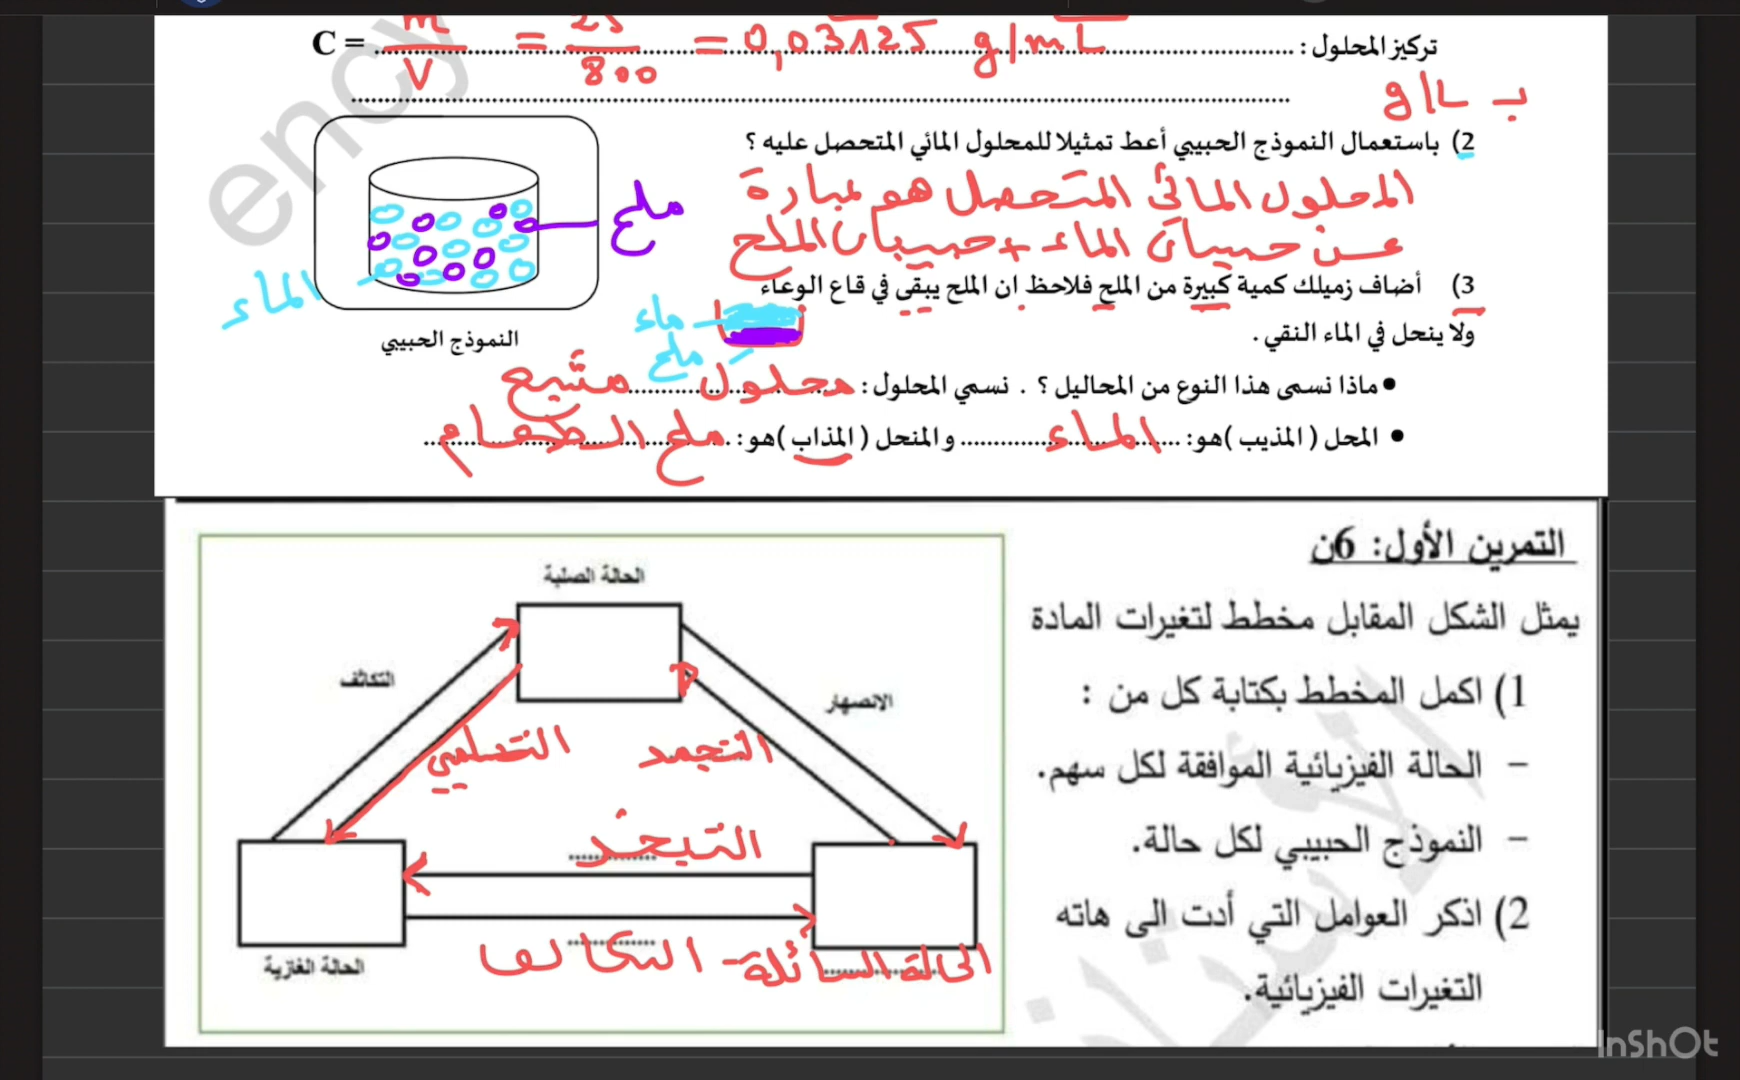 تركيز المحلول : C = m/V = 25/800 = 0,03125 g/mL
بـ g/L
2) باستعمال النموذج الحبيبي أعط تمثيلا للمحلول المائي المتحصل عليه ؟
المحلول المائي المتحصل هو عبارة
عن حبيبات الماء + حبيبات الملح
ملح
الماء
النموذج الحبيبي
3) أضاف زميلك كمية كبيرة من الملح فلاحظ ان الملح يبقى في قاع الوعاء
ولا ينحل في الماء النقي .
ماء
ملح
● ماذا نسمى هذا النوع من المحاليل ؟ . نسمي المحلول : محلول مشبع
● المحل ( المذيب ) هو: الماء والمنحل ( المذاب ) هو: ملح الطعام
ency
التمرين الأول: 6ن
يمثل الشكل المقابل مخطط لتغيرات المادة
1) اكمل المخطط بكتابة كل من :
– الحالة الفيزيائية الموافقة لكل سهم.
– النموذج الحبيبي لكل حالة.
2) اذكر العوامل التي أدت الى هاته
التغيرات الفيزيائية.
الحالة الصلبة
التكاثف
الانصهار
التسامي
التجمد
التبخر
التكاثف
الحالة السائلة
الحالة الغازية
InShOt